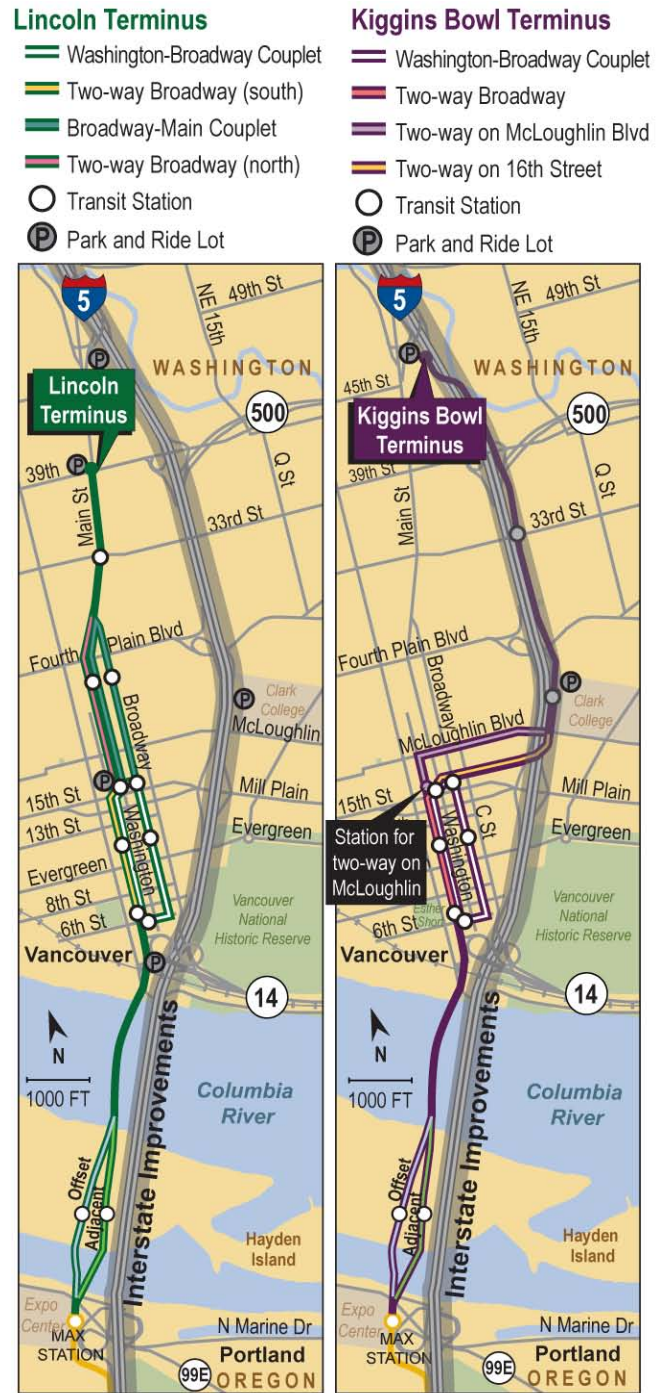 Lincoln Terminus
Washington-Broadway Couplet
Two-way Broadway (south)
Broadway-Main Couplet
Two-way Broadway (north)
Transit Station
P Park and Ride Lot
Kiggins Bowl Terminus
Washington-Broadway Couplet
Two-way Broadway
Two-way on McLoughlin Blvd
Two-way on 16th Street
Transit Station
P Park and Ride Lot
5
NE 15th
49th St
P
WASHINGTON
Lincoln
Terminus
500
39th
P
Main St
Q St
33rd St
Fourth Plain Blvd
P
Clark
College
Broadway
McLoughlin
P
15th St
Mill Plain
13th St
Washington
Evergreen
Evergreen
8th St
6th St
Vancouver
National
Historic Reserve
Vancouver
P
14
N
1000 FT
Interstate Improvements
Columbia
River
Offset
Adjacent
Hayden
Island
Expo
Center
MAX
STATION
N Marine Dr
Portland
99E
OREGON
5
NE 15th
49th St
P
WASHINGTON
45th St
Kiggins Bowl
Terminus
500
39th St
Main St
Q St
33rd St
Fourth Plain Blvd
Broadway
P
Clark
College
McLoughlin Blvd
15th St
Mill Plain
Station for
two-way on
McLoughlin
Washington
C St
Evergreen
Esther
Short
6th St
Vancouver
National
Historic Reserve
Vancouver
14
N
1000 FT
Interstate Improvements
Columbia
River
Offset
Adjacent
Hayden
Island
Expo
Center
MAX
STATION
N Marine Dr
Portland
99E
OREGON